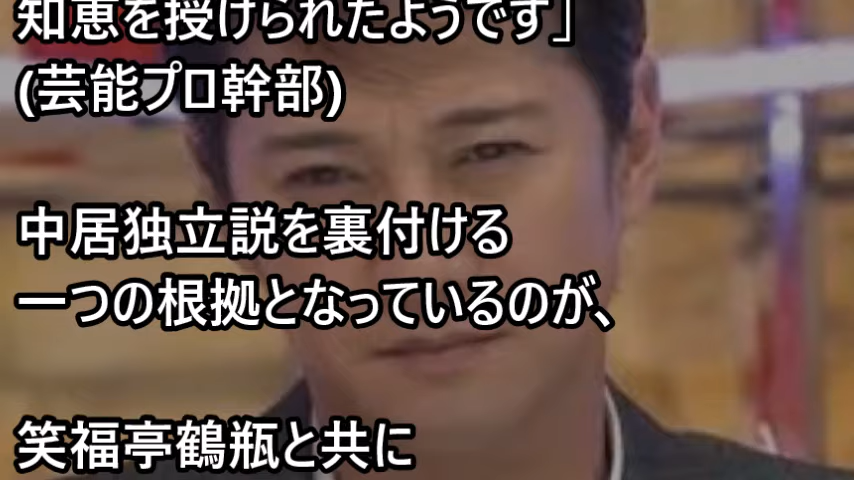 知恵を授けられたようです」
(芸能プロ幹部)
中居独立説を裏付ける
一つの根拠となっているのが、
笑福亭鶴瓶と共に